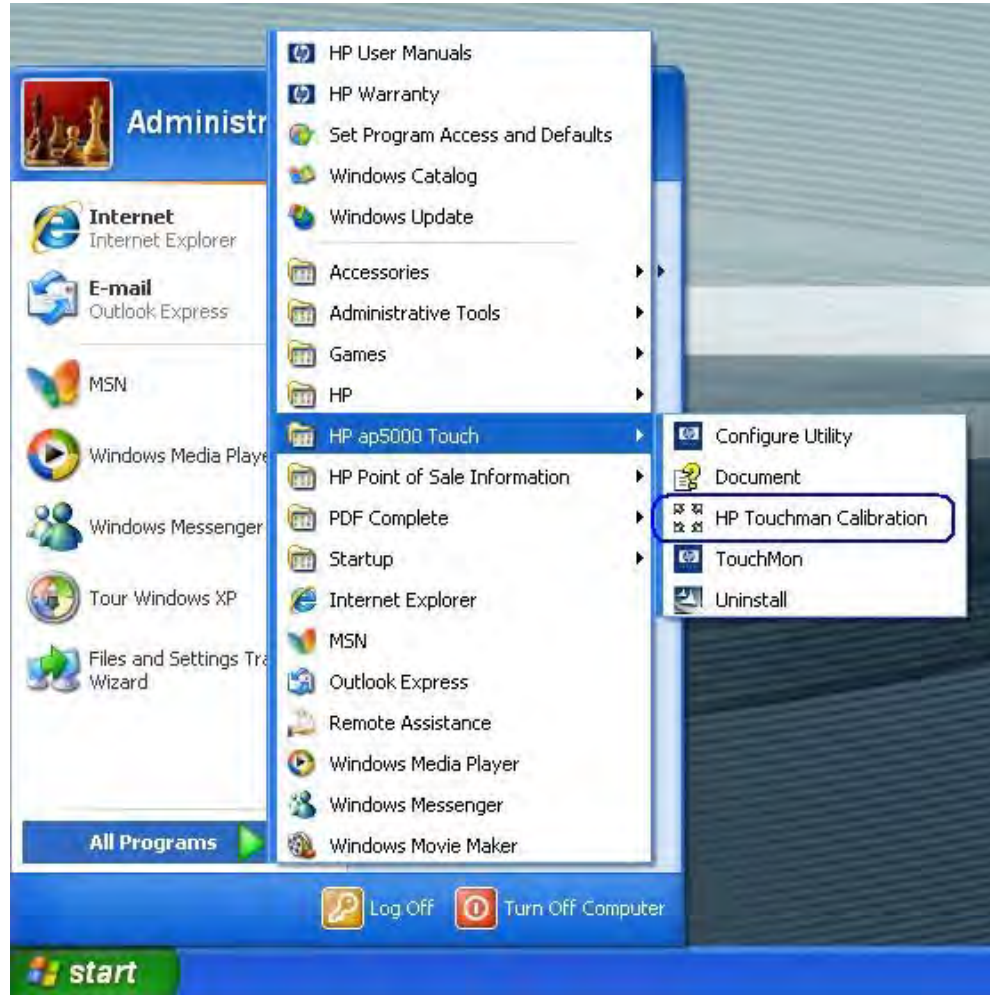 Administr
Internet
Internet Explorer
E-mail
Outlook Express
MSN
Windows Media Playe
Windows Messenger
Tour Windows XP
Files and Settings Tra
Wizard
All Programs
HP User Manuals
HP Warranty
Set Program Access and Defaults
Windows Catalog
Windows Update
Accessories
Administrative Tools
Games
HP
HP ap5000 Touch
HP Point of Sale Information
PDF Complete
Startup
Internet Explorer
MSN
Outlook Express
Remote Assistance
Windows Media Player
Windows Messenger
Windows Movie Maker
Configure Utility
Document
HP Touchman Calibration
TouchMon
Uninstall
Log Off
Turn Off Computer
start